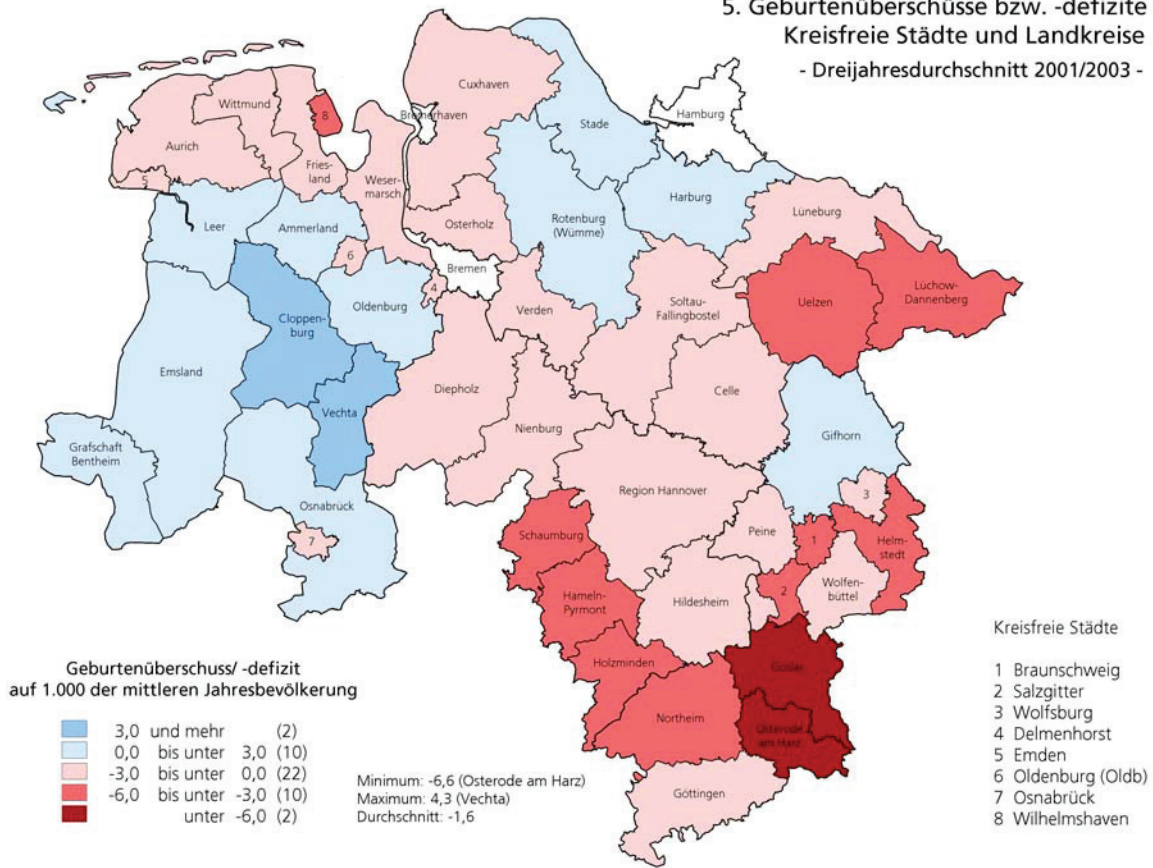 5. Geburtenüberschüsse bzw. -defizite
Kreisfreie Städte und Landkreise
- Dreijahresdurchschnitt 2001/2003 -
Cuxhaven
Wittmund
8
Bremerhaven
Hamburg
Stade
Aurich
Fries-
land
Weser-
marsch
5
Harburg
Lüneburg
Leer
Ammerland
Osterholz
Rotenburg
(Wümme)
6
Bremen
4
Oldenburg
Verden
Soltau-
Fallingbostel
Uelzen
Lüchow-
Dannenberg
Cloppen-
burg
Emsland
Diepholz
Celle
Vechta
Nienburg
Gifhorn
Grafschaft
Bentheim
Region Hannover
3
Osnabrück
7
Schaumburg
Peine
1
Helm-
stedt
Hameln-
Pyrmont
Hildesheim
2
Wolfen-
büttel
Holzminden
Goslar
Northeim
Osterode
am Harz
Göttingen
Geburtenüberschuss/ -defizit
auf 1.000 der mittleren Jahresbevölkerung
3,0 und mehr (2)
0,0 bis unter 3,0 (10)
-3,0 bis unter 0,0 (22)
-6,0 bis unter -3,0 (10)
unter -6,0 (2)
Minimum: -6,6 (Osterode am Harz)
Maximum: 4,3 (Vechta)
Durchschnitt: -1,6
Kreisfreie Städte
1 Braunschweig
2 Salzgitter
3 Wolfsburg
4 Delmenhorst
5 Emden
6 Oldenburg (Oldb)
7 Osnabrück
8 Wilhelmshaven